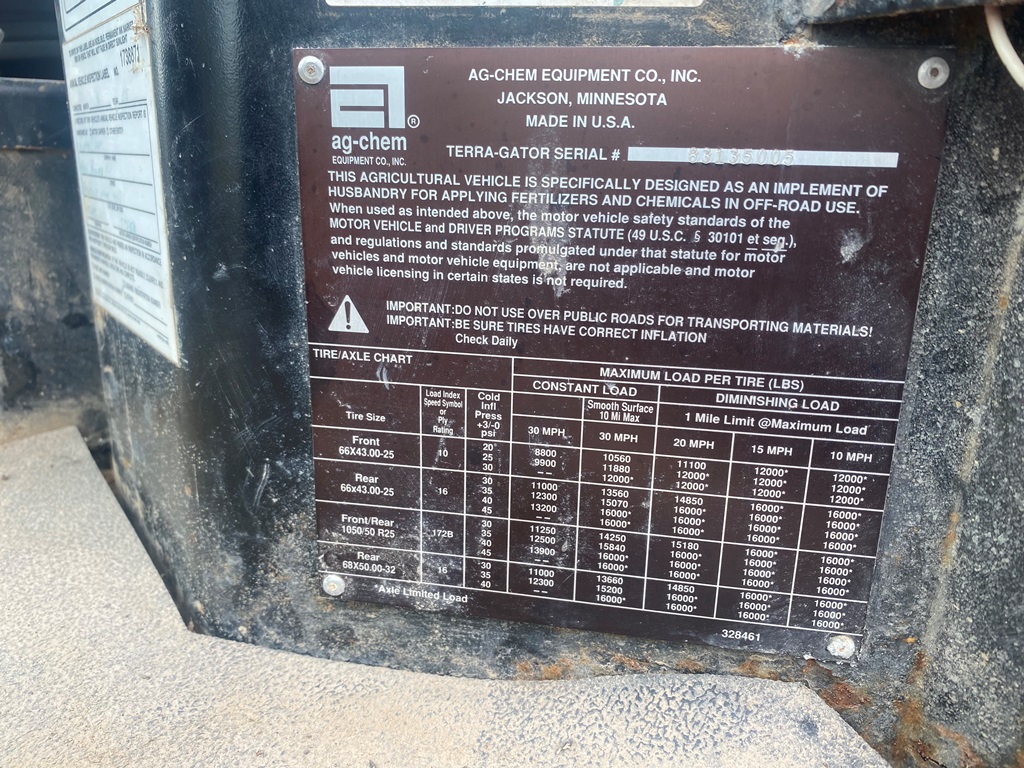 1738871
ANNUAL VEHICLE INSPECTION LABEL NO.
AG-CHEM EQUIPMENT CO., INC.
JACKSON, MINNESOTA
MADE IN U.S.A.
®
ag-chem
EQUIPMENT CO., INC.
TERRA-GATOR SERIAL #
THIS AGRICULTURAL VEHICLE IS SPECIFICALLY DESIGNED AS AN IMPLEMENT OF
HUSBANDRY FOR APPLYING FERTILIZERS AND CHEMICALS IN OFF-ROAD USE.
When used as intended above, the motor vehicle safety standards of the
MOTOR VEHICLE and DRIVER PROGRAMS STATUTE (49 U.S.C. § 30101 et seq.),
and regulations and standards promulgated under that statute for motor
vehicles and motor vehicle equipment, are not applicable and motor
vehicle licensing in certain states is not required.
IMPORTANT:DO NOT USE OVER PUBLIC ROADS FOR TRANSPORTING MATERIALS!
IMPORTANT:BE SURE TIRES HAVE CORRECT INFLATION
Check Daily
TIRE/AXLE CHART
MAXIMUM LOAD PER TIRE (LBS)
CONSTANT LOAD DIMINISHING LOAD
Tire Size
Load Index
Speed Symbol
or
Ply
Rating
Cold
Infl
Press
+3/-0
psi
Smooth Surface
10 Mi Max
1 Mile Limit @Maximum Load
30 MPH 30 MPH 20 MPH 15 MPH 10 MPH
Front
66x43.00-25
10
20 8800 10560 11100 12000* 12000*
25 9900 11880 12000* 12000* 12000*
30 -- 12000* 12000* 12000* 12000*
Rear
66x43.00-25
16
30 11000 13560 14850 16000* 16000*
35 12300 15070 16000* 16000* 16000*
40 13200 16000* 16000* 16000* 16000*
45 -- 16000* 16000* 16000* 16000*
Front/Rear
1050/50 R25
172B
30 11250 14250 15180 16000* 16000*
35 12500 15840 16000* 16000* 16000*
40 13900 16000* 16000* 16000* 16000*
45 -- 16000* 16000* 16000* 16000*
Rear
68X50.00-32
16
30 11000 13660 14850 16000* 16000*
35 12300 15200 16000* 16000* 16000*
40 -- 16000* 16000* 16000* 16000*
Axle Limited Load
328461